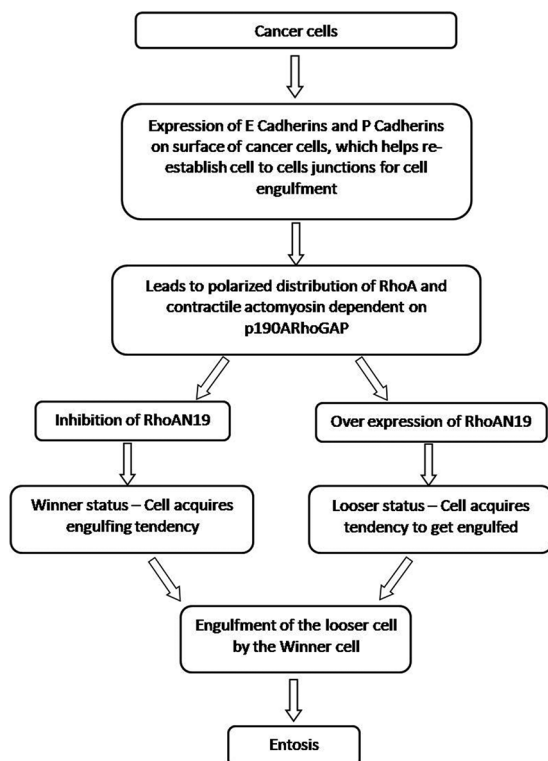 Cancer cells
Expression of E Cadherins and P Cadherins
on surface of cancer cells, which helps re-
establish cell to cells junctions for cell
engulfment
Leads to polarized distribution of RhoA and
contractile actomyosin dependent on
p190ARhoGAP
Inhibition of RhoAN19
Over expression of RhoAN19
Winner status – Cell acquires
engulfing tendency
Looser status – Cell acquires
tendency to get engulfed
Engulfment of the looser cell
by the Winner cell
Entosis